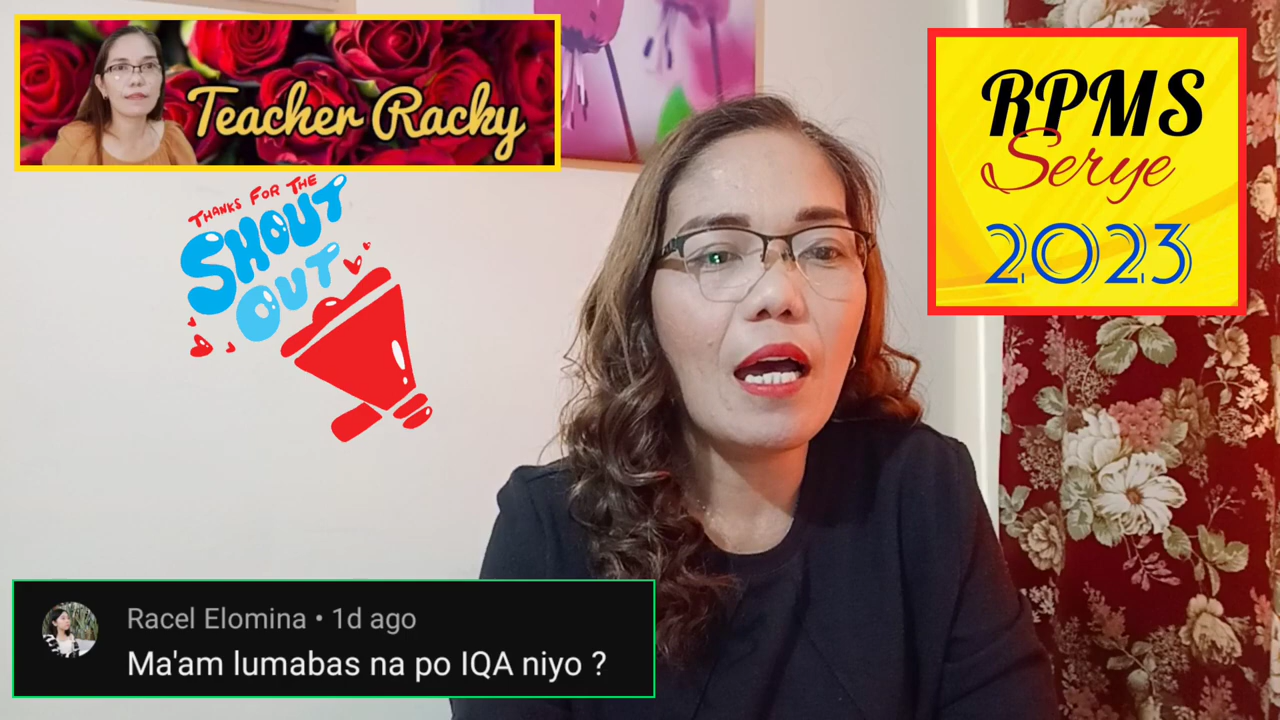 Teacher Racky
THANKS FOR THE
SHOUT
OUT
RPMS
Serye
2023
Racel Elomina • 1d ago
Ma'am lumabas na po IQA niyo ?